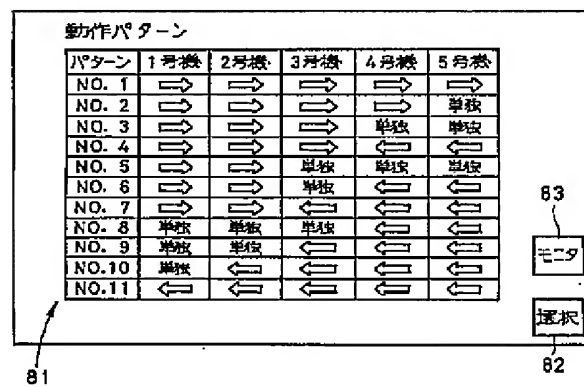 動作パターン
パターン 1号機 2号機 3号機 4号機 5号機
NO. 1 ⇨ ⇨ ⇨ ⇨ ⇨
NO. 2 ⇨ ⇨ ⇨ ⇨ 単独
NO. 3 ⇨ ⇨ ⇨ 単独 単独
NO. 4 ⇨ ⇨ ⇨ ⇦ ⇦
NO. 5 ⇨ ⇨ 単独 単独 単独
NO. 6 ⇨ ⇨ 単独 ⇦ ⇦
NO. 7 ⇨ ⇨ ⇦ ⇦ ⇦
NO. 8 単独 単独 単独 ⇦ ⇦
NO. 9 単独 単独 ⇦ ⇦ ⇦
NO.10 単独 ⇦ ⇦ ⇦ ⇦
NO.11 ⇦ ⇦ ⇦ ⇦ ⇦
83
モニタ
選択
81
82